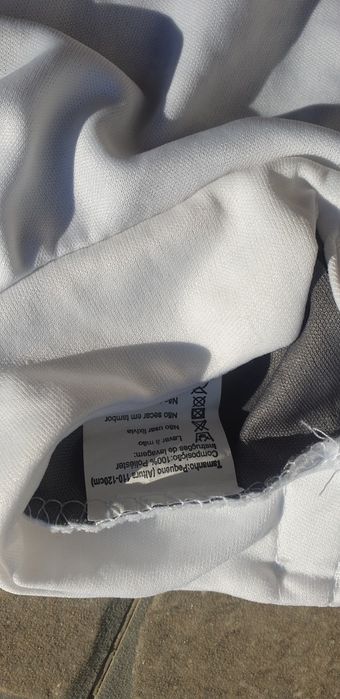 Tamanho:Pequeno (Altura 110-120cm)
Composição:100% Poliéster
Instruções de lavagem:
Lavar à mão
Não usar lixívia
Não secar em tambor